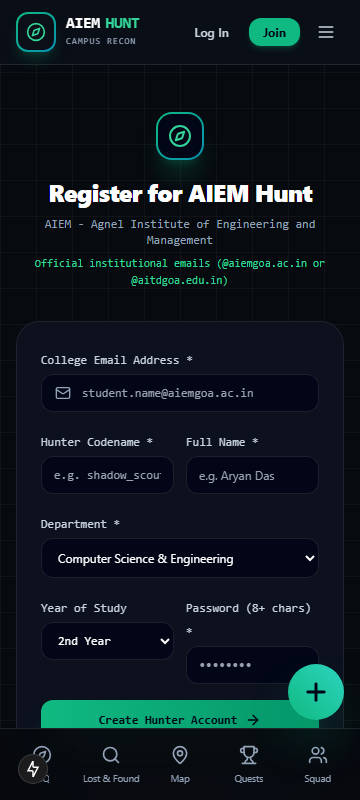 AIEM HUNT
CAMPUS RECON
Log In
Join
Register for AIEM Hunt
AIEM - Agnel Institute of Engineering and
Management
Official institutional emails (@aiemgoa.ac.in or
@aitdgoa.edu.in)
College Email Address *
student.name@aiemgoa.ac.in
Hunter Codename *
Full Name *
e.g. shadow_scou
e.g. Aryan Das
Department *
Computer Science & Engineering
Year of Study
Password (8+ chars)
*
2nd Year
••••••••
Create Hunter Account →
Lost & Found
Map
Quests
Squad